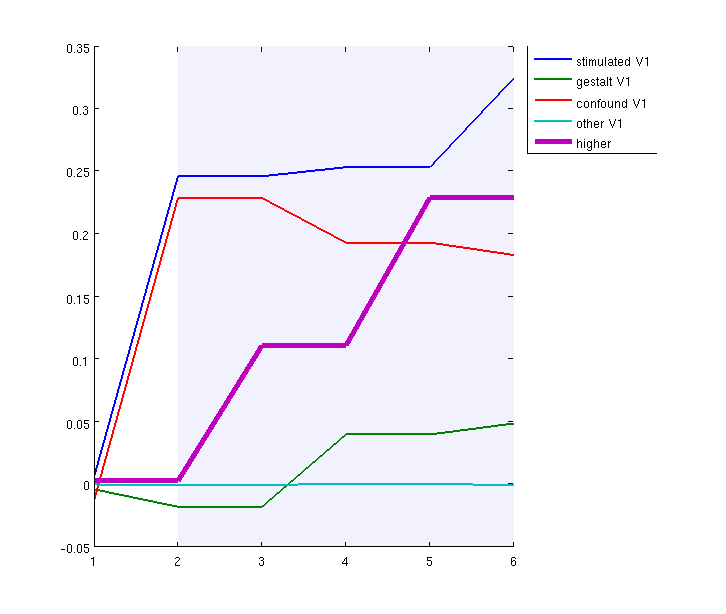 0.35
0.3
0.25
0.2
0.15
0.1
0.05
0
-0.05
1 2 3 4 5 6
stimulated V1
gestalt V1
confound V1
other V1
higher